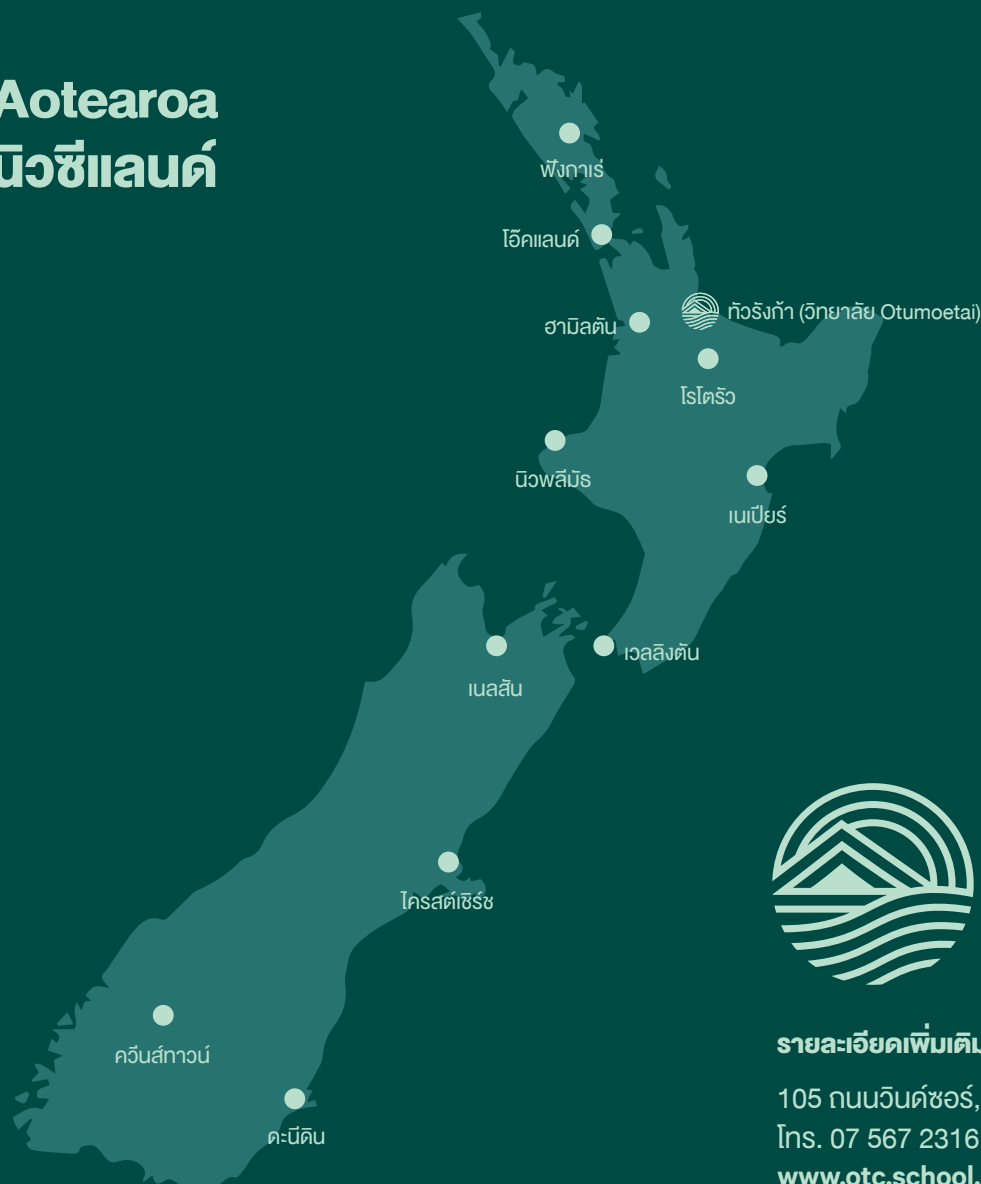 Aotearoa
นิวซีแลนด์
ฟังกาเร่
โอ๊คแลนด์
ทัวรังก้า (วิทยาลัย Otumoetai)
ฮามิลตัน
โรโตรัว
นิวพลีมัธ
เนเปียร์
เวลลิงตัน
เนลสัน
ไครสต์เชิร์ช
ควีนส์ทาวน์
ดะนีดิน
รายละเอียดเพิ่มเติม
105 ถนนวินด์ซอร์,
โทร. 07 567 2316
www.otc.school.